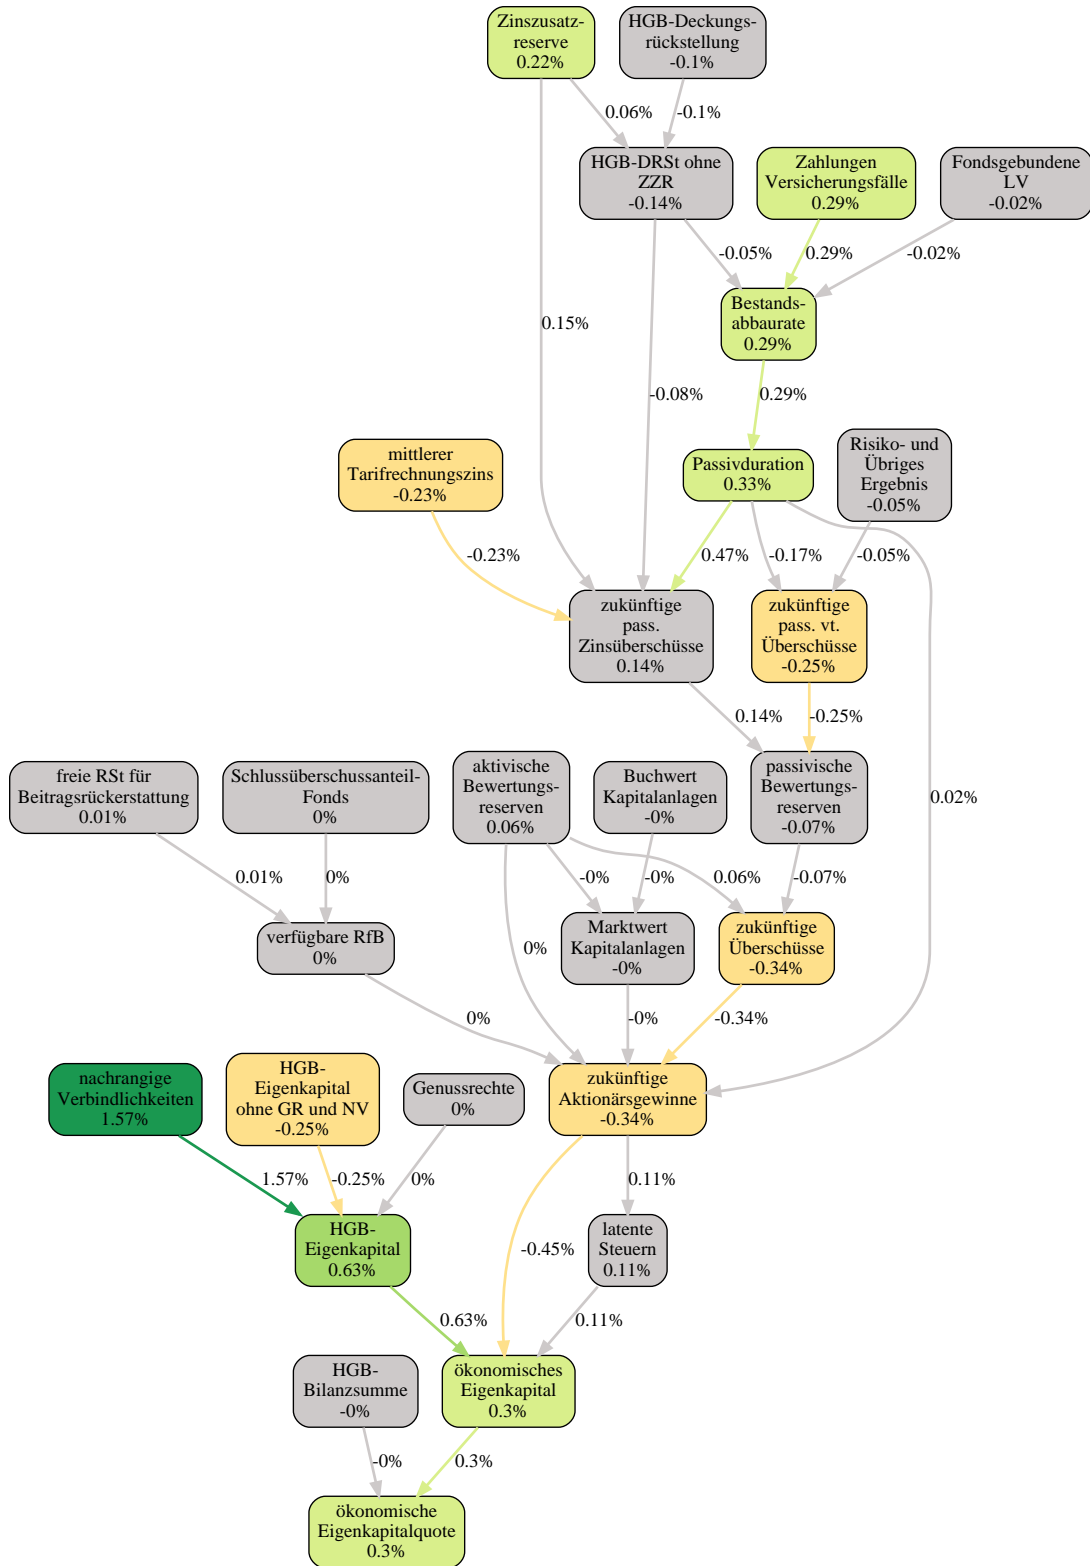 Zinszusatz-
reserve
0.22%
HGB-Deckungs-
rückstellung
-0.1%
0.06%
-0.1%
HGB-DRSt ohne
ZZR
-0.14%
Zahlungen
Versicherungsfälle
0.29%
Fondsgebundene
LV
-0.02%
-0.05%
0.29%
-0.02%
Bestands-
abbaurate
0.29%
0.15%
-0.08%
0.29%
mittlerer
Tarifrechnungszins
-0.23%
Passivduration
0.33%
Risiko- und
Übriges
Ergebnis
-0.05%
-0.23%
0.47%
-0.17%
-0.05%
zukünftige
pass.
Zinsüberschüsse
0.14%
zukünftige
pass. vt.
Überschüsse
-0.25%
0.14%
-0.25%
0.02%
freie RSt für
Beitragsrückerstattung
0.01%
Schlussüberschussanteil-
Fonds
0%
aktivische
Bewertungs-
reserven
0.06%
Buchwert
Kapitalanlagen
-0%
passivische
Bewertungs-
reserven
-0.07%
0.01%
0%
-0%
-0%
0.06%
-0.07%
verfügbare RfB
0%
0%
Marktwert
Kapitalanlagen
-0%
zukünftige
Überschüsse
-0.34%
0%
-0%
-0.34%
nachrangige
Verbindlichkeiten
1.57%
HGB-
Eigenkapital
ohne GR und NV
-0.25%
Genussrechte
0%
zukünftige
Aktionärsgewinne
-0.34%
1.57%
-0.25%
0%
0.11%
HGB-
Eigenkapital
0.63%
-0.45%
latente
Steuern
0.11%
0.63%
0.11%
HGB-
Bilanzsumme
-0%
ökonomisches
Eigenkapital
0.3%
-0%
0.3%
ökonomische
Eigenkapitalquote
0.3%